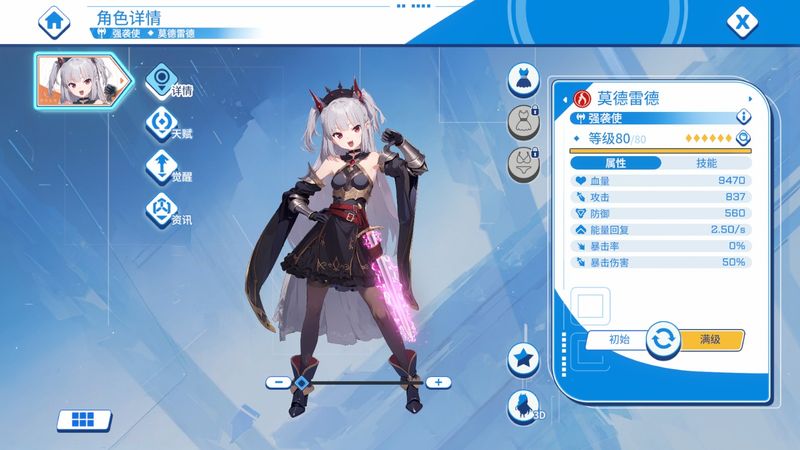 角色详情
强袭使 ◆ 莫德雷德
详情
天赋
觉醒
资讯
莫德雷德
强袭使
等级80/80
属性
技能
血量 9470
攻击 837
防御 560
能量回复 2.50/s
暴击率 0%
暴击伤害 50%
初始
满级
3D